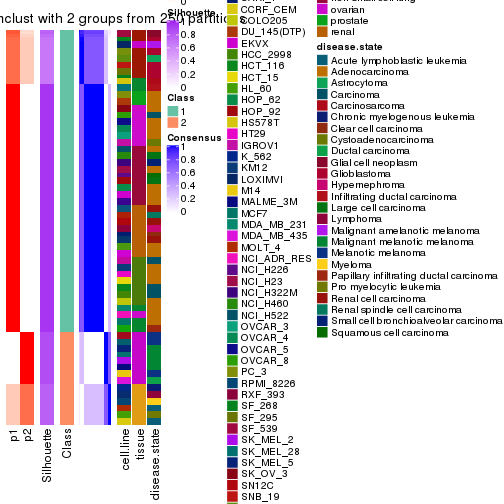 nclust with 2 groups from 250 partitions
p1
p2
Silhouette
Class
cell.line
tissue
disease.state
0
Silhouette
1
0.8
0.6
0.4
0.2
0
Class
1
2
Consensus
1
0.8
0.6
0.4
0.2
0
CCRF_CEM
COLO205
DU_145(DTP)
EKVX
HCC_2998
HCT_116
HCT_15
HL_60
HOP_62
HOP_92
HS578T
HT29
IGROV1
K_562
KM12
LOXIMVI
M14
MALME_3M
MCF7
MDA_MB_231
MDA_MB_435
MOLT_4
NCI_ADR_RES
NCI_H226
NCI_H23
NCI_H322M
NCI_H460
NCI_H522
OVCAR_3
OVCAR_4
OVCAR_5
OVCAR_8
PC_3
RPMI_8226
RXF_393
SF_268
SF_295
SF_539
SK_MEL_2
SK_MEL_28
SK_MEL_5
SK_OV_3
SN12C
SNB_19
ovarian
prostate
renal
disease.state
Acute lymphoblastic leukemia
Adenocarcinoma
Astrocytoma
Carcinoma
Carcinosarcoma
Chronic myelogenous leukemia
Clear cell carcinoma
Cystoadenocarcinoma
Ductal carcinoma
Glial cell neoplasm
Glioblastoma
Hypernephroma
Infiltrating ductal carcinoma
Large cell carcinoma
Lymphoma
Malignant amelanotic melanoma
Malignant melanotic melanoma
Melanotic melanoma
Myeloma
Papillary infiltrating ductal carcinoma
Pro myelocytic leukemia
Renal cell carcinoma
Renal spindle cell carcinoma
Small cell bronchioalveolar carcinoma
Squamous cell carcinoma